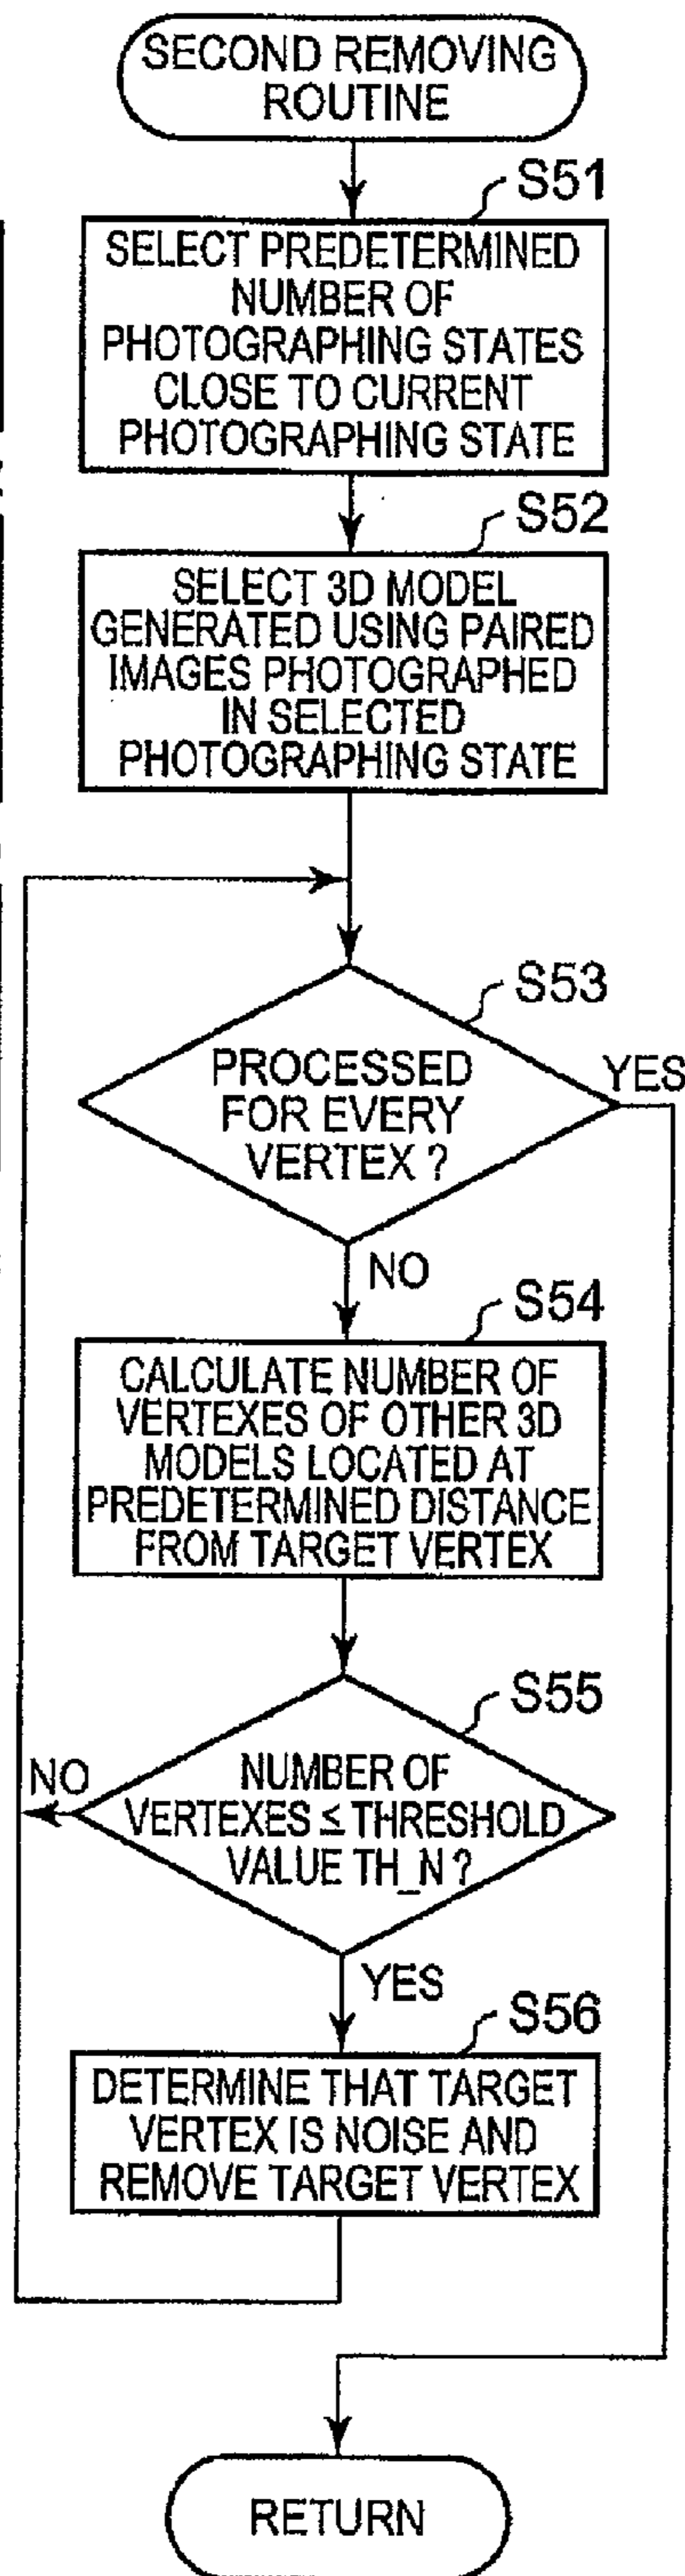 SECOND REMOVING
ROUTINE
S51
SELECT PREDETERMINED
NUMBER OF
PHOTOGRAPHING STATES
CLOSE TO CURRENT
PHOTOGRAPHING STATE
S52
SELECT 3D MODEL
GENERATED USING PAIRED
IMAGES PHOTOGRAPHED
IN SELECTED
PHOTOGRAPHING STATE
S53
PROCESSED
FOR EVERY
VERTEX ?
YES
NO
S54
CALCULATE NUMBER OF
VERTEXES OF OTHER 3D
MODELS LOCATED AT
PREDETERMINED DISTANCE
FROM TARGET VERTEX
S55
NO
NUMBER OF
VERTEXES ≤ THRESHOLD
VALUE TH_N ?
YES
S56
DETERMINE THAT TARGET
VERTEX IS NOISE AND
REMOVE TARGET VERTEX
RETURN